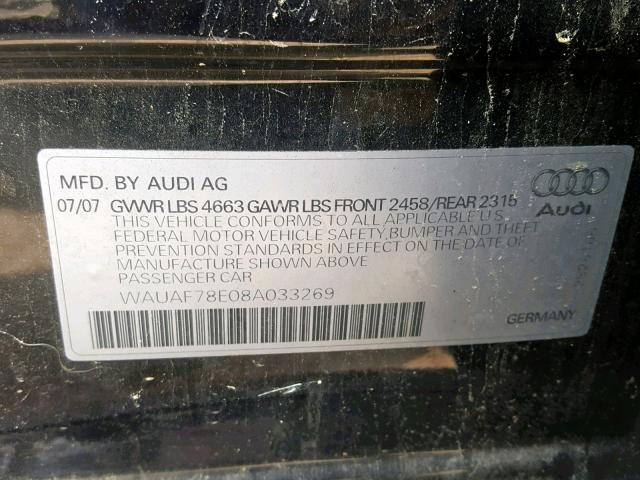 MFD. BY AUDI AG
07/07 GVWR LBS 4663 GAWR LBS FRONT 2458/REAR 2315
THIS VEHICLE CONFORMS TO ALL APPLICABLE U S
FEDERAL MOTOR VEHICLE SAFETY, BUMPER AND THEFT
PREVENTION STANDARDS IN EFFECT ON THE DATE OF
MANUFACTURE SHOWN ABOVE
PASSENGER CAR
WAUAF78E08A033269
Audi
GERMANY